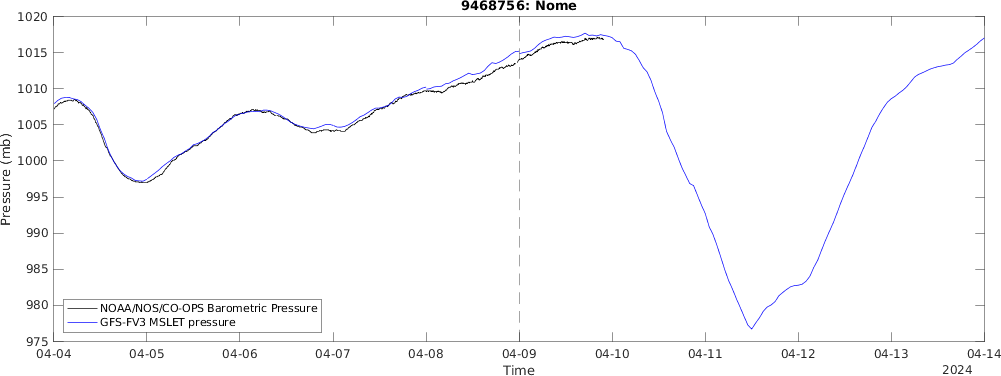 9468756: Nome
1020
1015
1010
1005
1000
995
990
985
980
975
Pressure (mb)
NOAA/NOS/CO-OPS Barometric Pressure
GFS-FV3 MSLET pressure
04-04 04-05 04-06 04-07 04-08 04-09 04-10 04-11 04-12 04-13 04-14
Time
2024